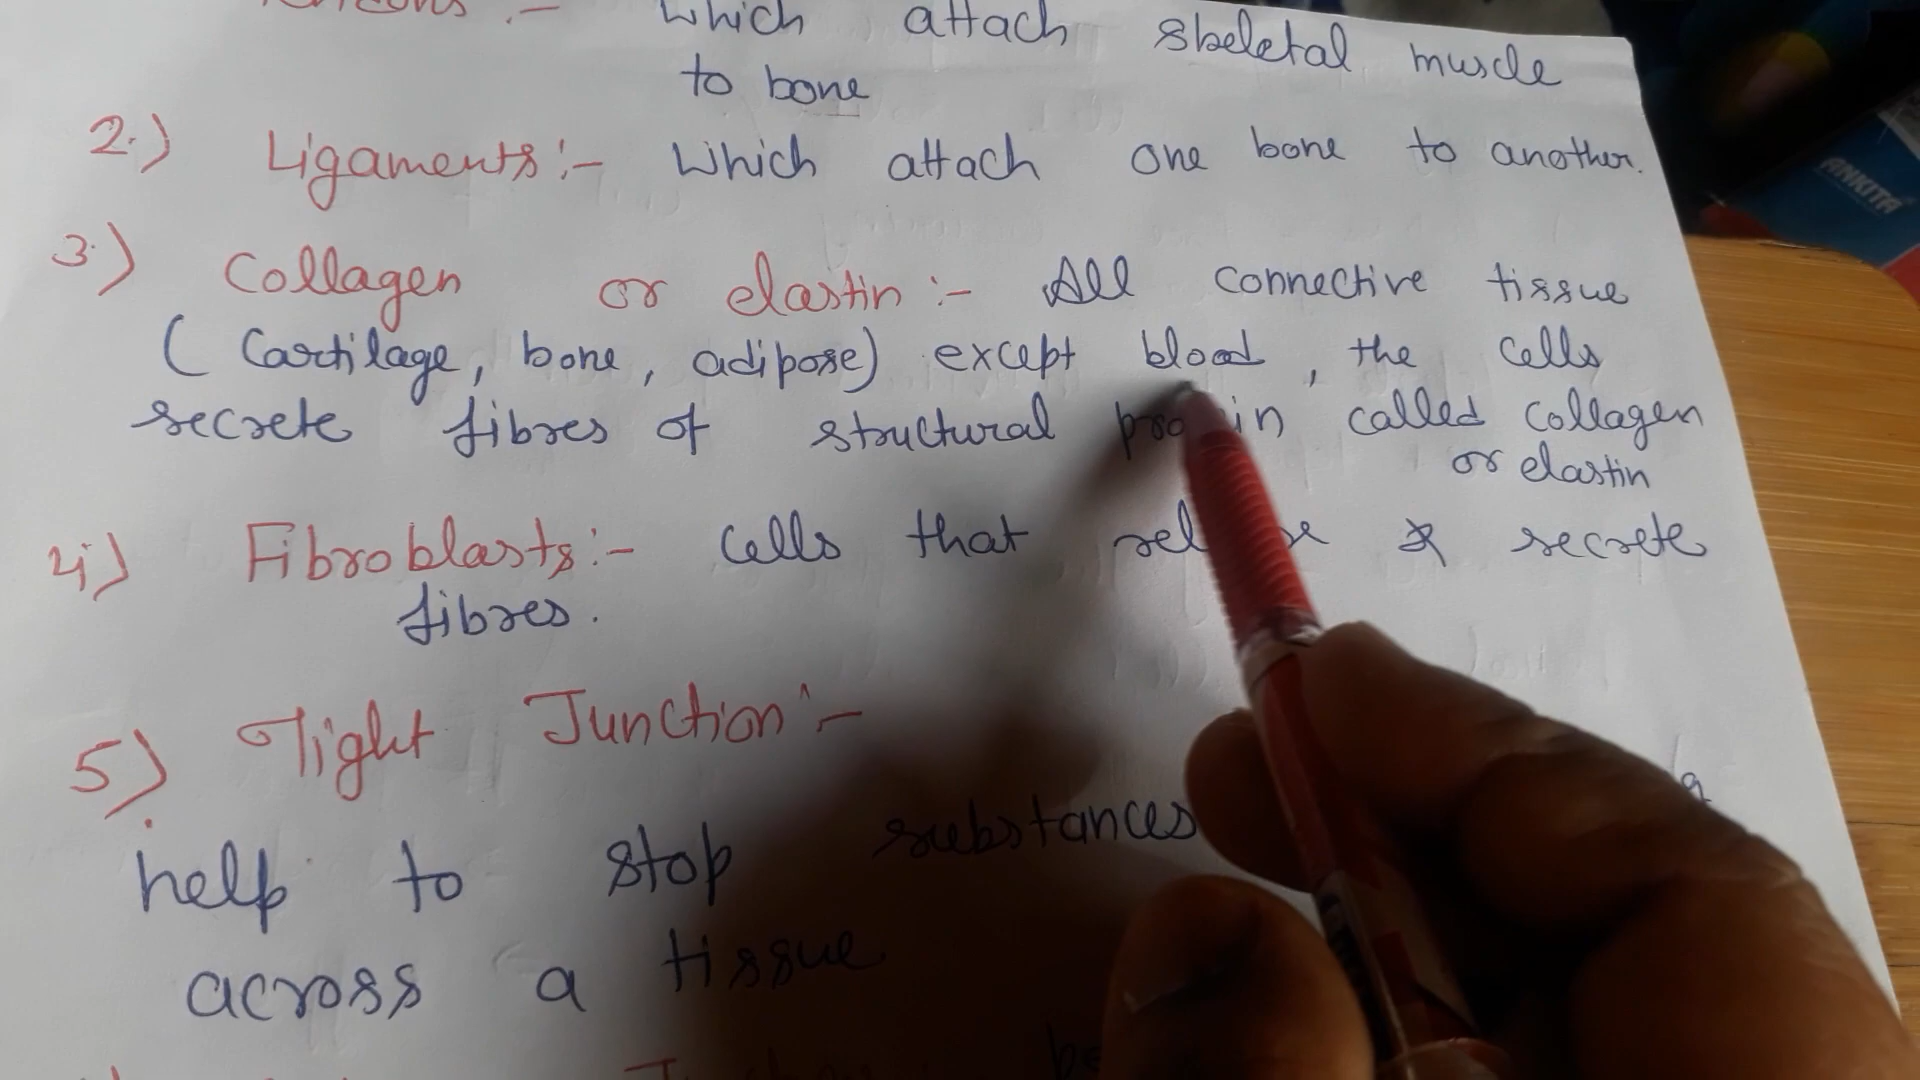 which attach skeletal muscle
to bone
2.) Ligaments:- which attach one bone to another.
3.) Collagen or elastin:- All connective tissue
(Cartilage, bone, adipose) except blood, the cells
secrete fibres of structural called collagen
or elastin
4.) Fibroblasts:- cells that & secrete
fibres.
5.) Tight Junction:-
help to stop substances
across a tissue
ANKITA